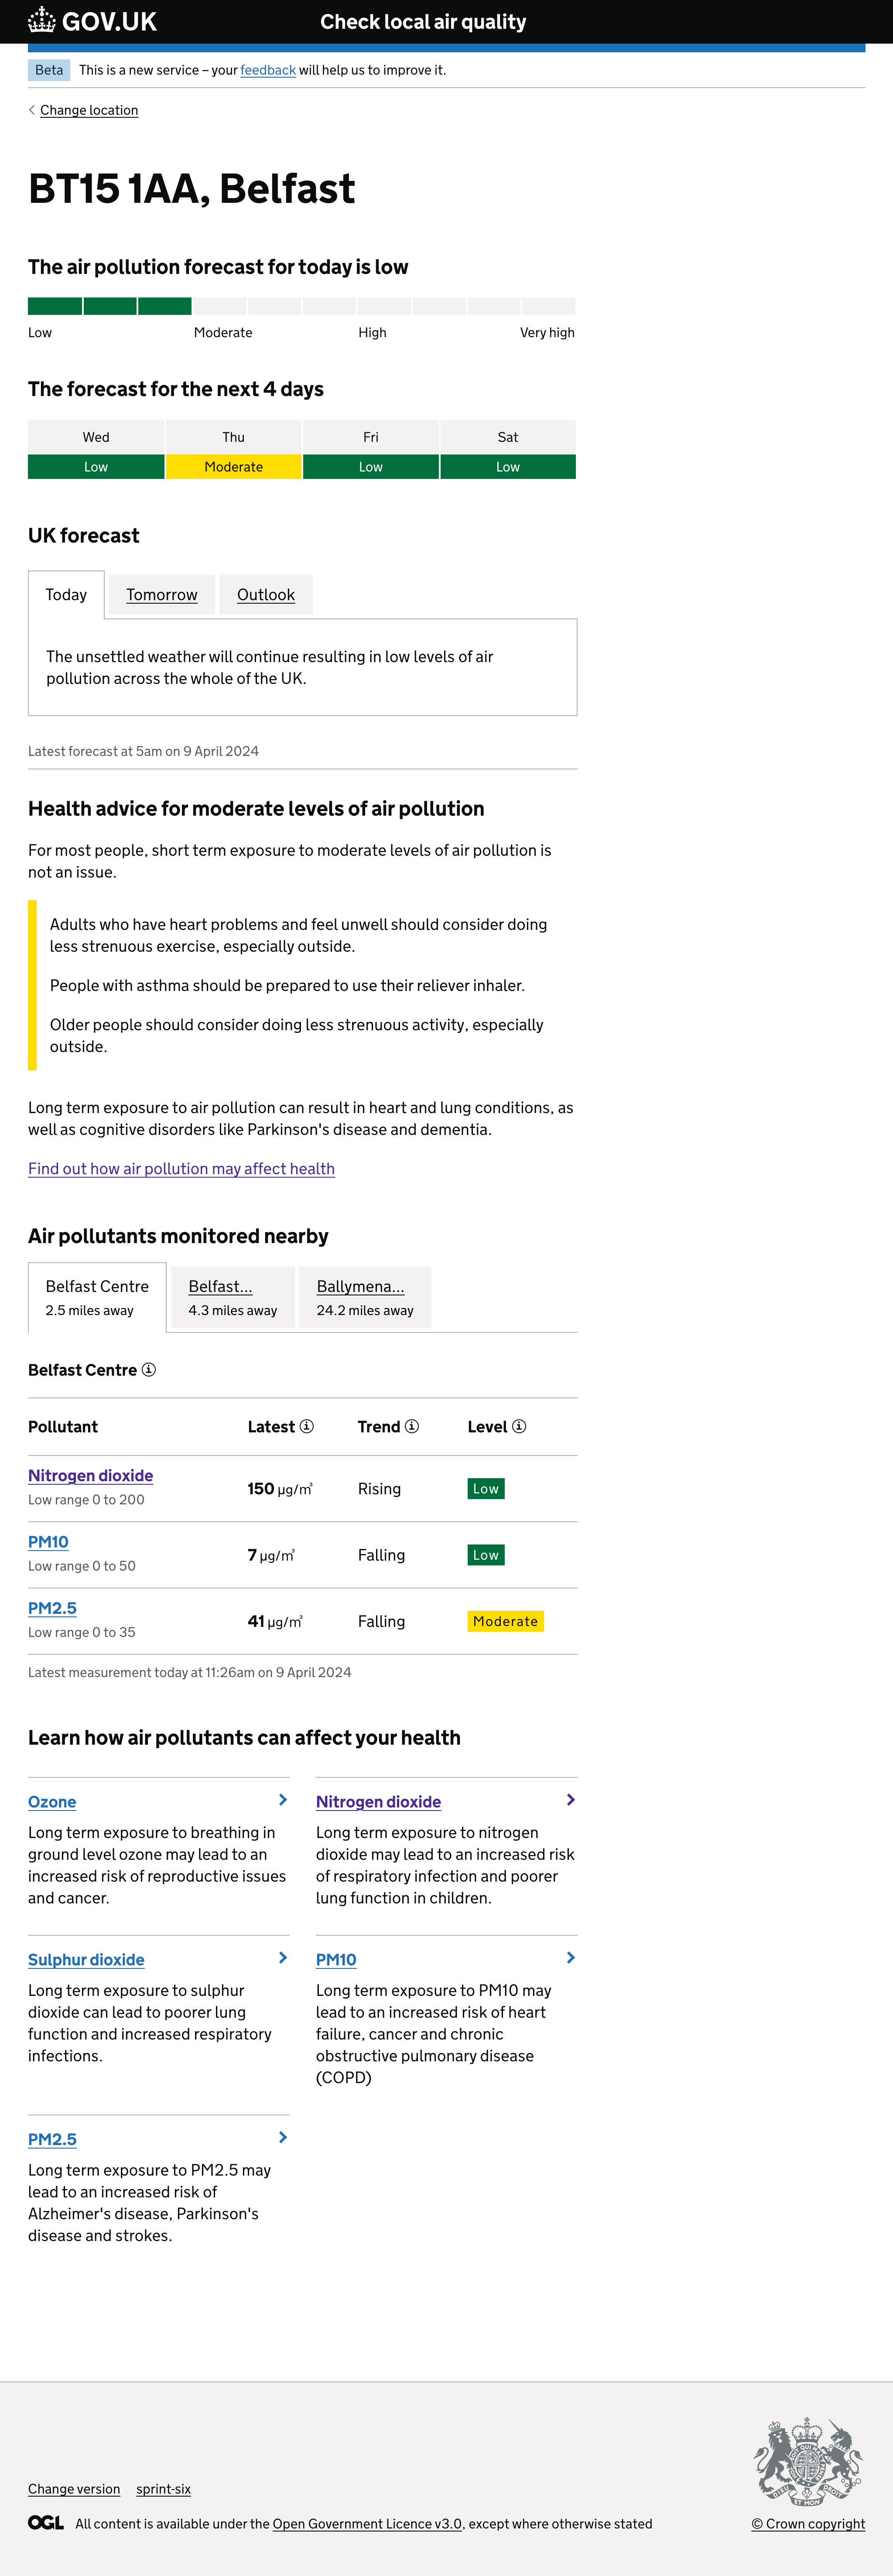 GOV.UK
Check local air quality
Beta This is a new service – your feedback will help us to improve it.
Change location
BT15 1AA, Belfast
The air pollution forecast for today is low
Low Moderate High Very high
The forecast for the next 4 days
Wed Thu Fri Sat
Low Moderate Low Low
UK forecast
Today Tomorrow Outlook
The unsettled weather will continue resulting in low levels of air
pollution across the whole of the UK.
Latest forecast at 5am on 9 April 2024
Health advice for moderate levels of air pollution
For most people, short term exposure to moderate levels of air pollution is
not an issue.
Adults who have heart problems and feel unwell should consider doing
less strenuous exercise, especially outside.
People with asthma should be prepared to use their reliever inhaler.
Older people should consider doing less strenuous activity, especially
outside.
Long term exposure to air pollution can result in heart and lung conditions, as
well as cognitive disorders like Parkinson's disease and dementia.
Find out how air pollution may affect health
Air pollutants monitored nearby
Belfast Centre Belfast... Ballymena...
2.5 miles away 4.3 miles away 24.2 miles away
Belfast Centre
Pollutant Latest Trend Level
Nitrogen dioxide
Low range 0 to 200
150 µg/m³ Rising Low
PM10
Low range 0 to 50
7 µg/m³ Falling Low
PM2.5
Low range 0 to 35
41 µg/m³ Falling Moderate
Latest measurement today at 11:26am on 9 April 2024
Learn how air pollutants can affect your health
Ozone
Long term exposure to breathing in
ground level ozone may lead to an
increased risk of reproductive issues
and cancer.
Nitrogen dioxide
Long term exposure to nitrogen
dioxide may lead to an increased risk
of respiratory infection and poorer
lung function in children.
Sulphur dioxide
Long term exposure to sulphur
dioxide can lead to poorer lung
function and increased respiratory
infections.
PM10
Long term exposure to PM10 may
lead to an increased risk of heart
failure, cancer and chronic
obstructive pulmonary disease
(COPD)
PM2.5
Long term exposure to PM2.5 may
lead to an increased risk of
Alzheimer's disease, Parkinson's
disease and strokes.
Change version sprint-six
OGL All content is available under the Open Government Licence v3.0, except where otherwise stated
© Crown copyright